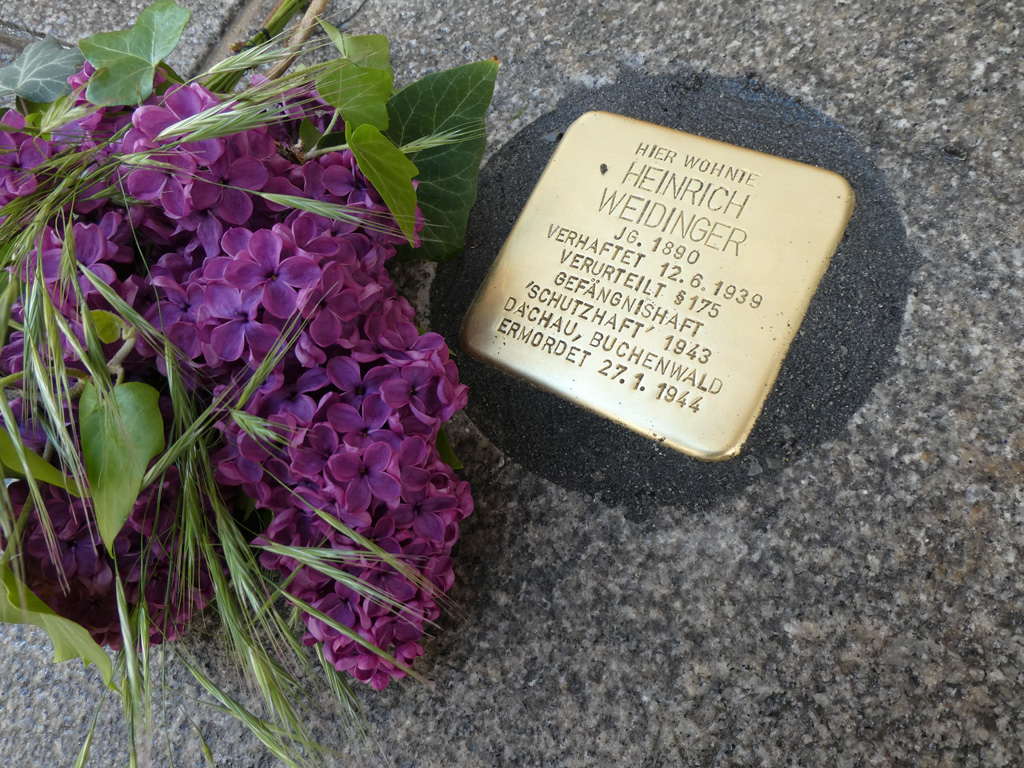 HIER WOHNTE
HEINRICH
WEIDINGER
JG. 1890
VERHAFTET 12.6.1939
VERURTEILT §175
GEFÄNGNISHAFT
'SCHUTZHAFT' 1943
DACHAU, BUCHENWALD
ERMORDET 27.1.1944